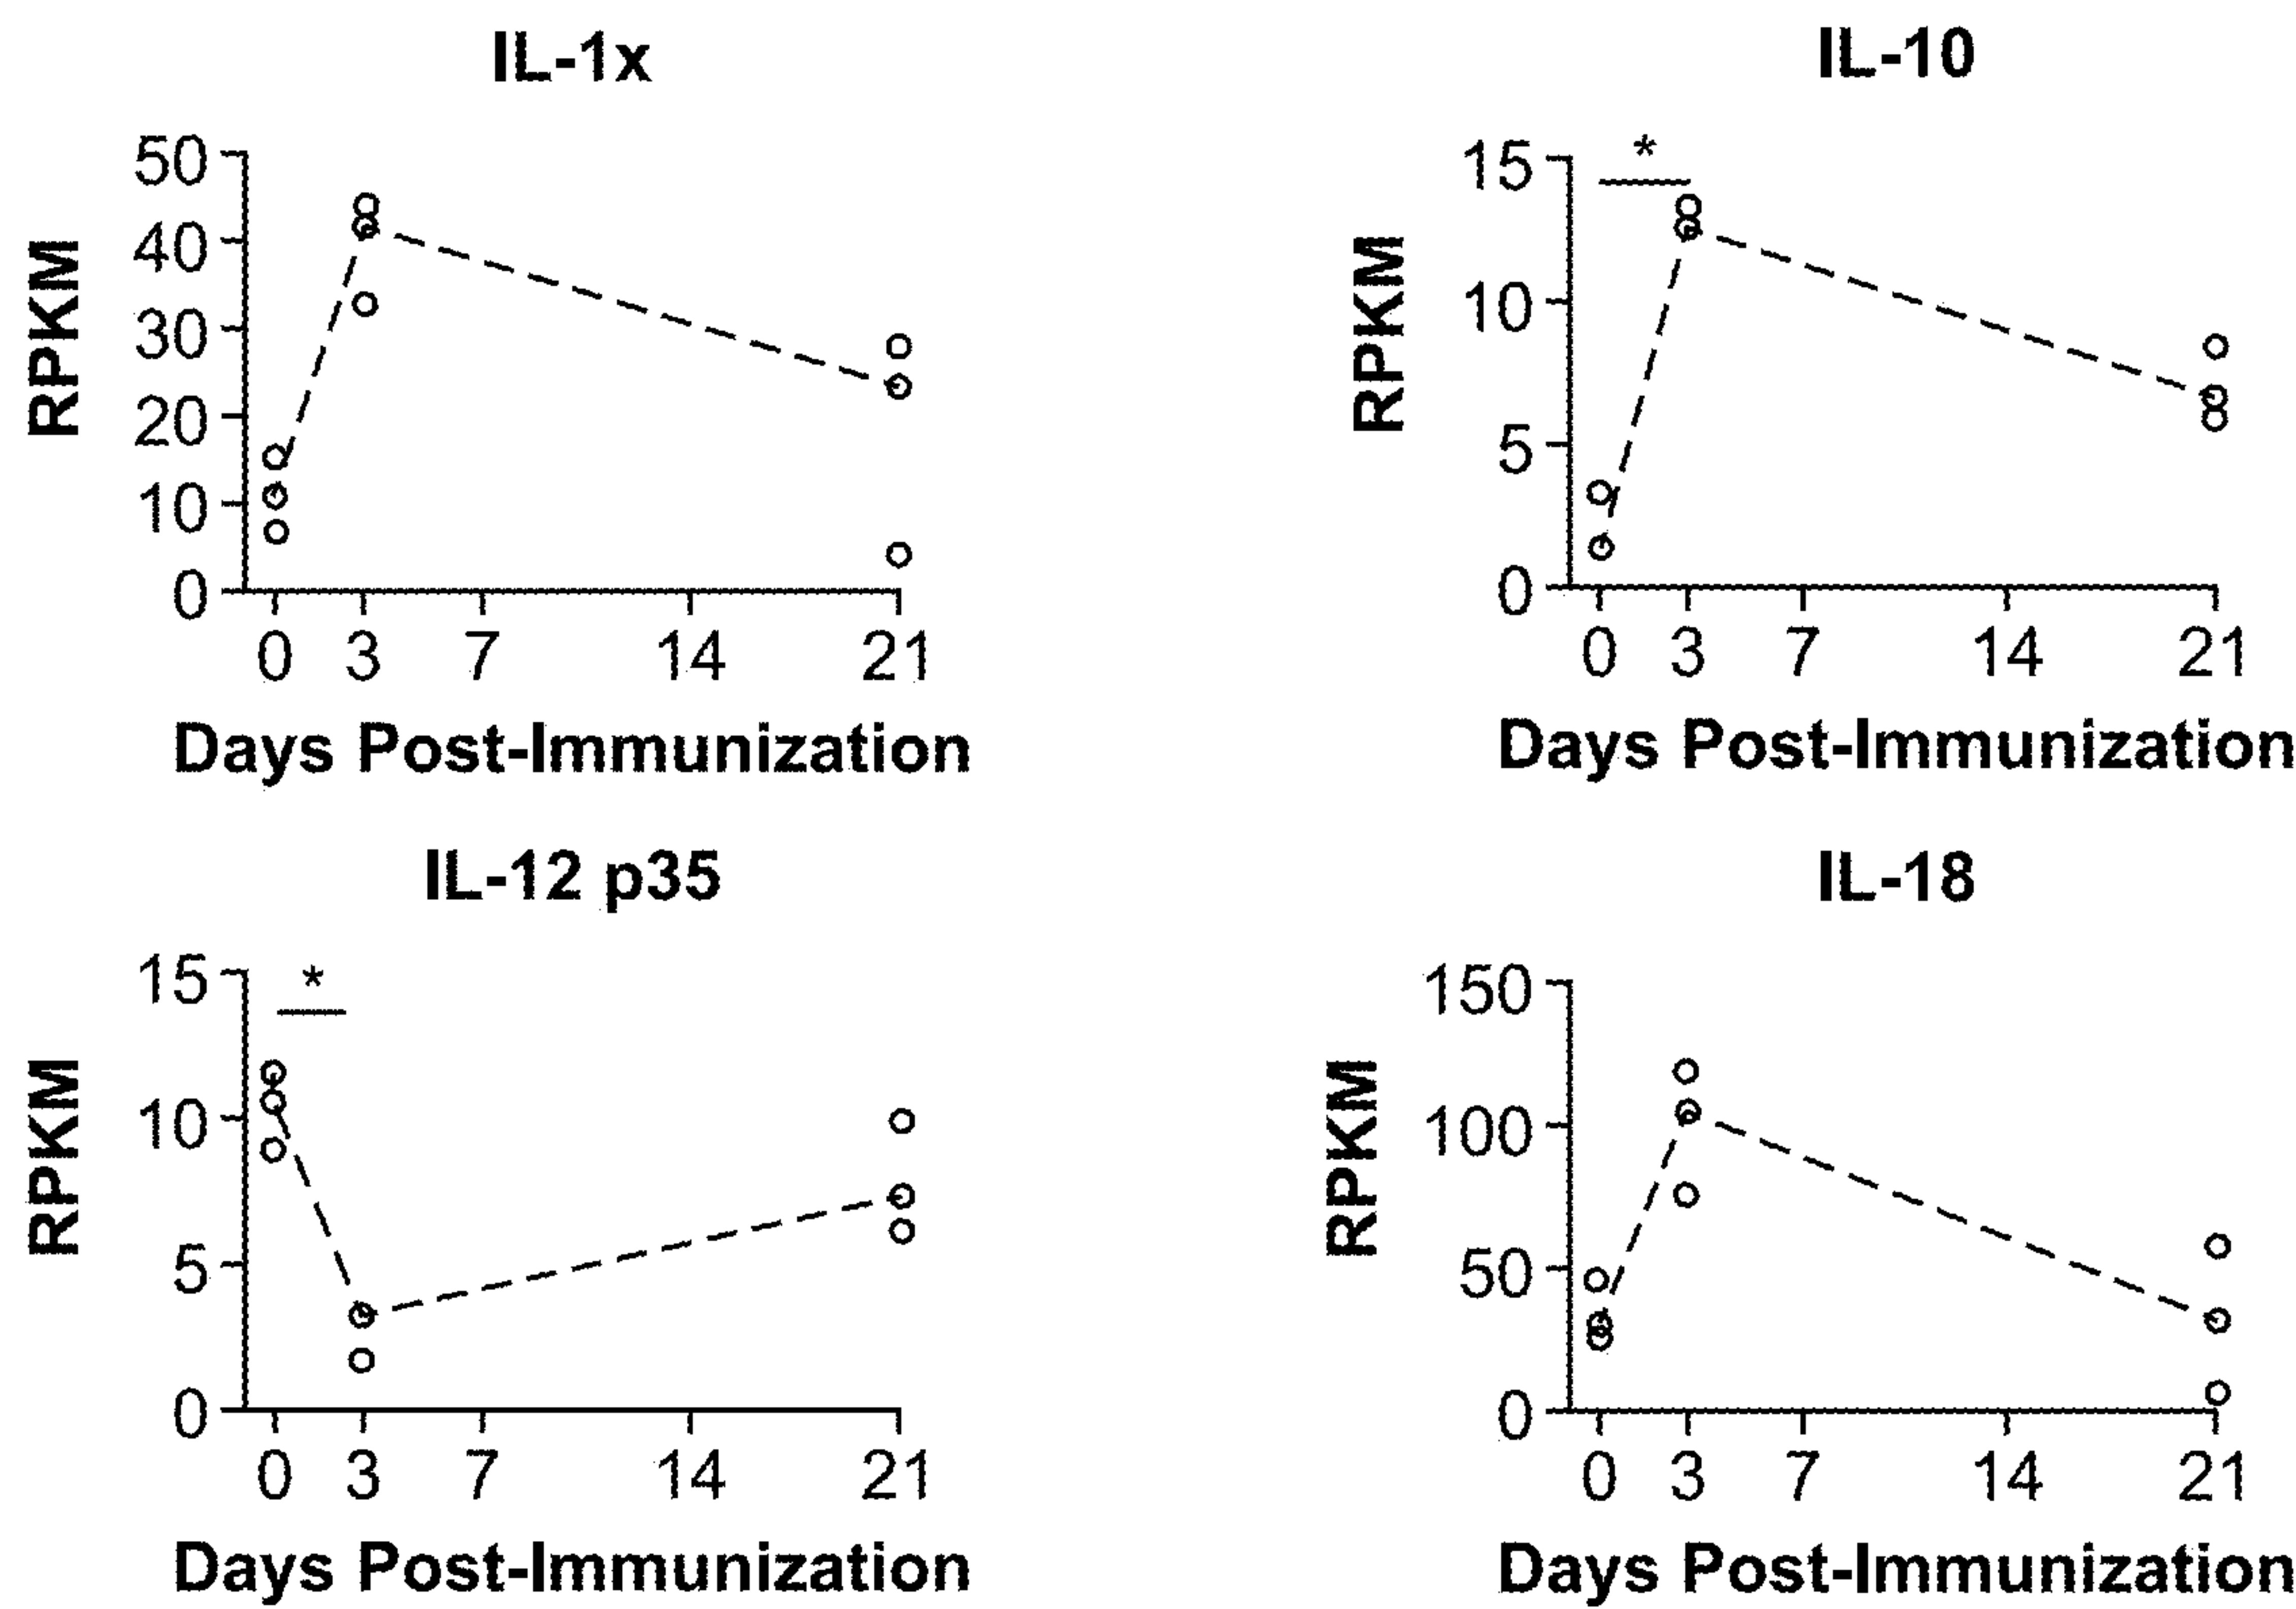 IL-1x
RPKM
50
40
30
20
10
0
0 3 7 14 21
Days Post-Immunization
IL-10
RPKM
*
15
10
5
0
0 3 7 14 21
Days Post-Immunization
IL-12 p35
RPKM
*
15
10
5
0
0 3 7 14 21
Days Post-Immunization
IL-18
RPKM
150
100
50
0
0 3 7 14 21
Days Post-Immunization